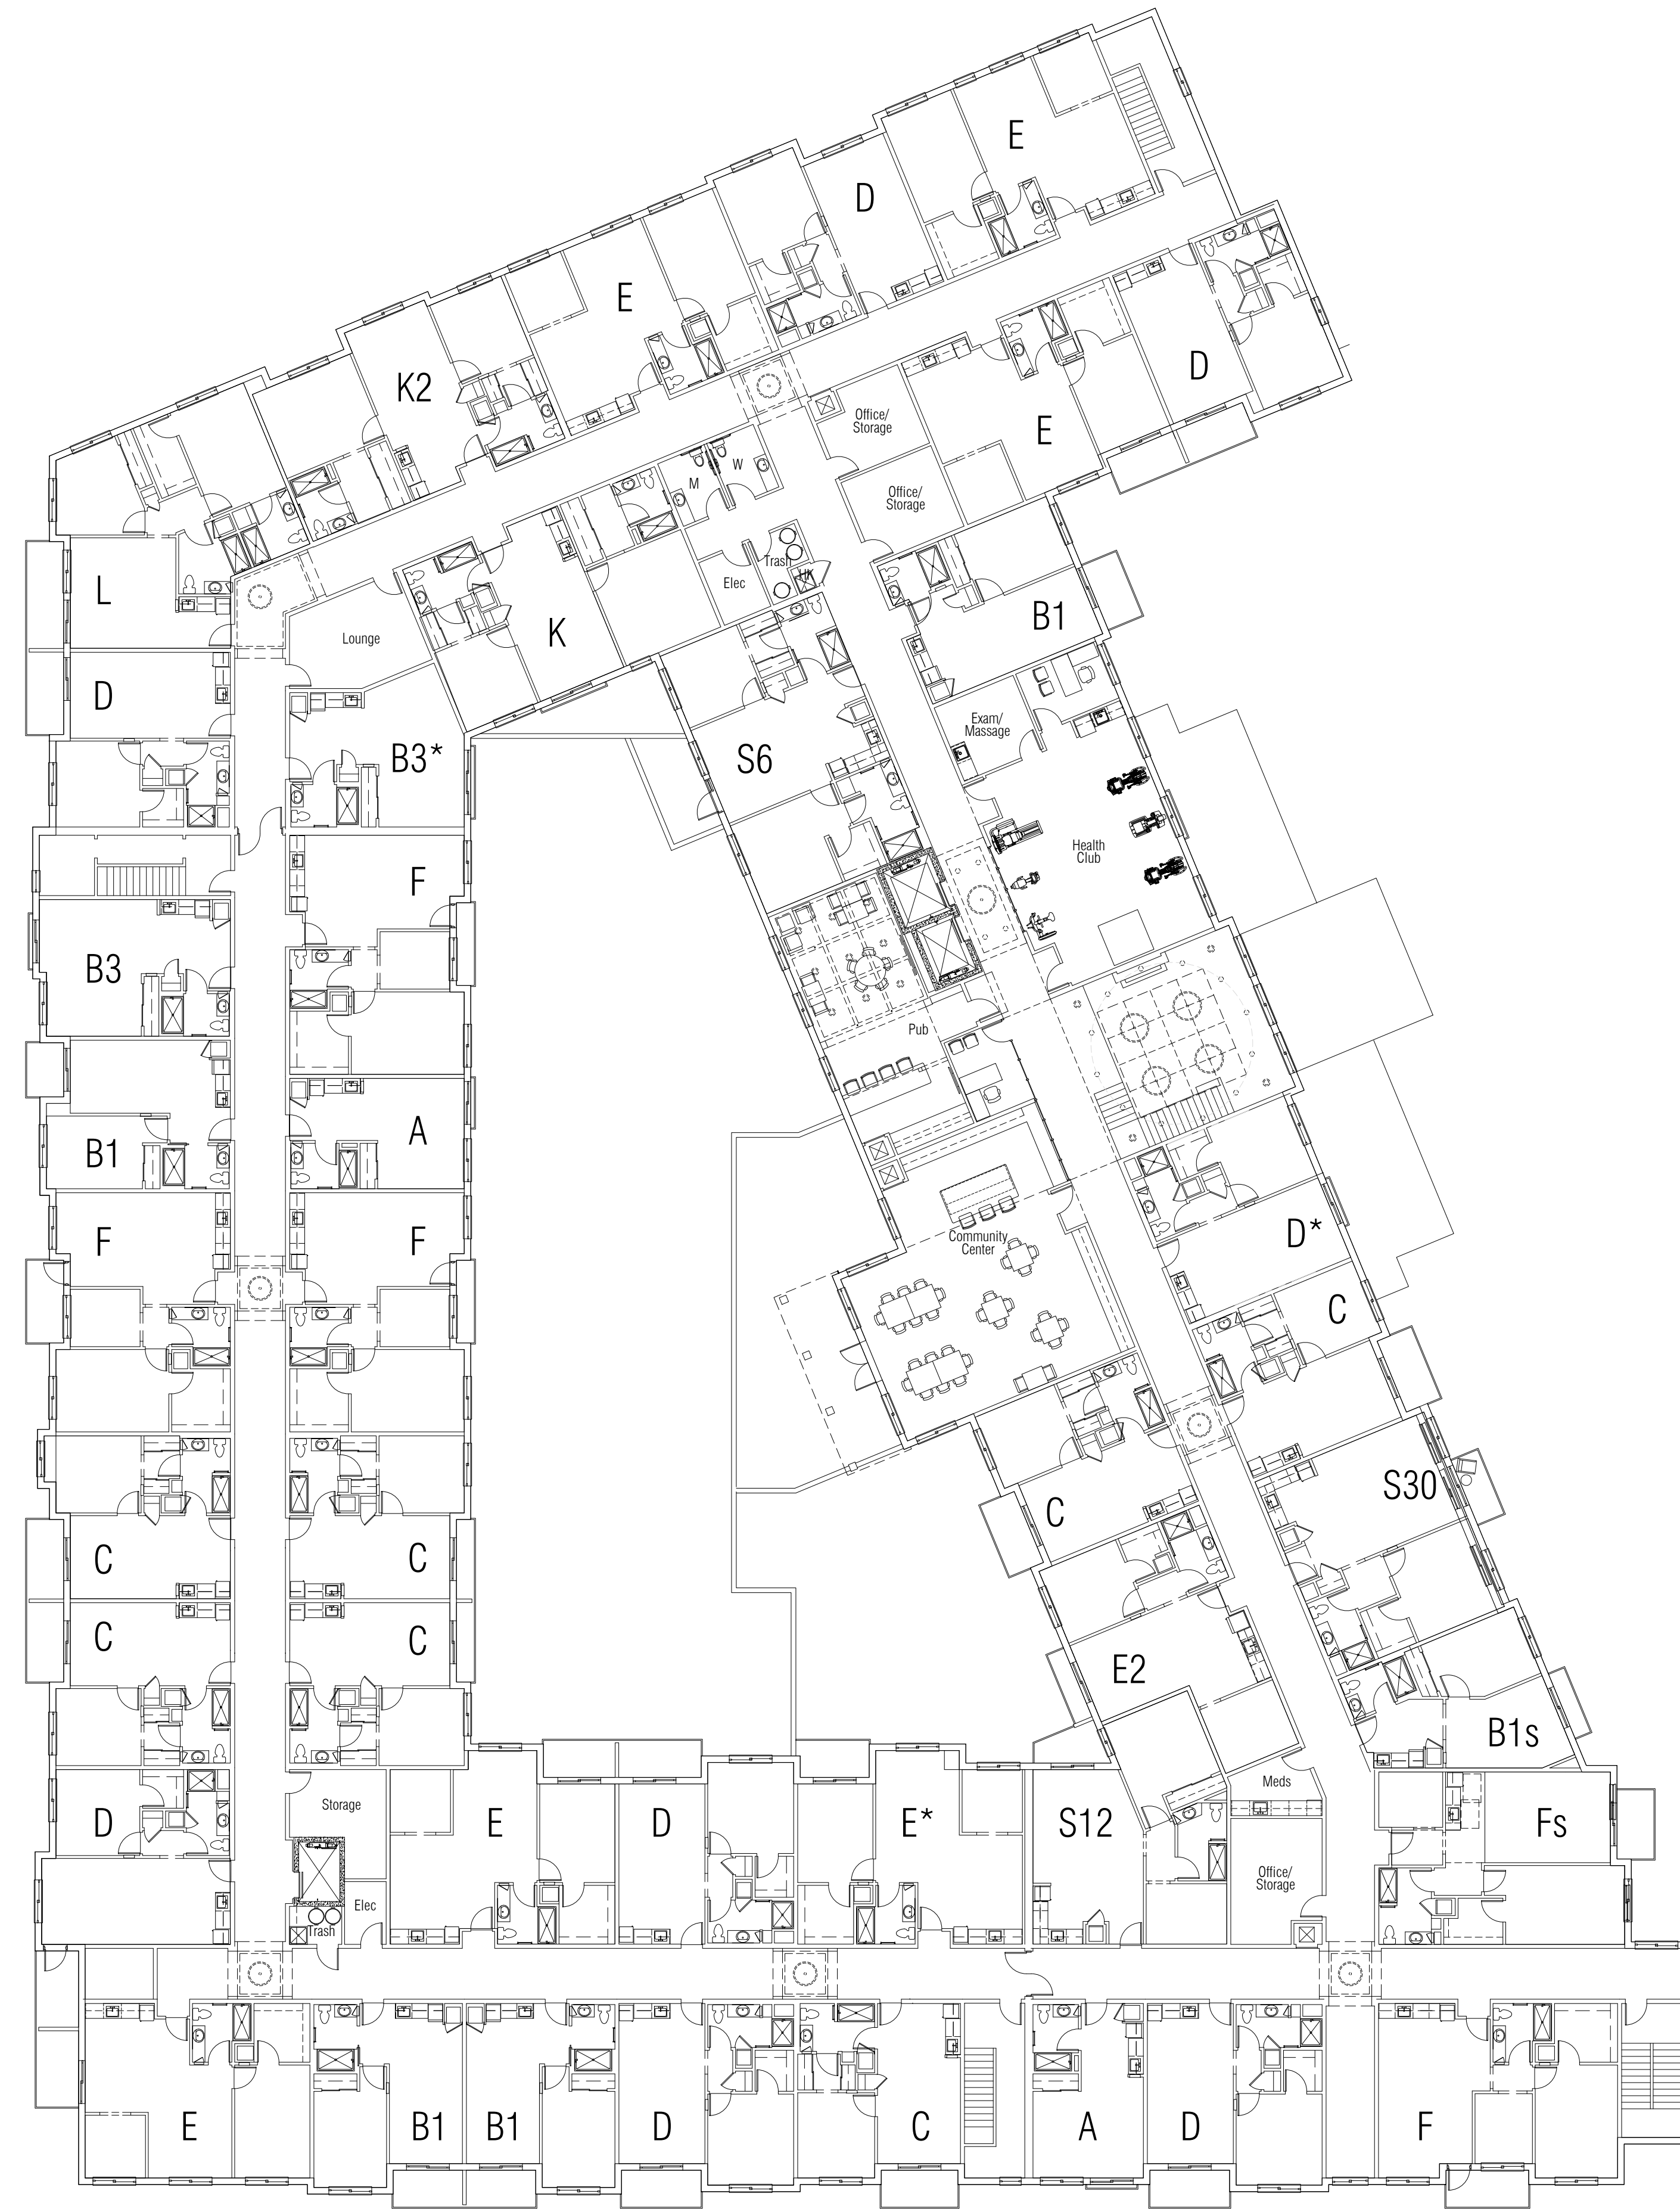 E
D
E
K2
D
E
Office/
Storage
Office/
Storage
W
M
Trash
HK
Elec
L
B1
K
Lounge
D
Exam/
Massage
B3*
S6
Health
Club
F
B3
Pub
A
B1
F
F
D*
Community
Center
C
S30
C
C
C
C
C
E2
B1s
Meds
D
Storage
E
D
E*
S12
Fs
Office/
Storage
Elec
Trash
E
B1
B1
D
C
A
D
F